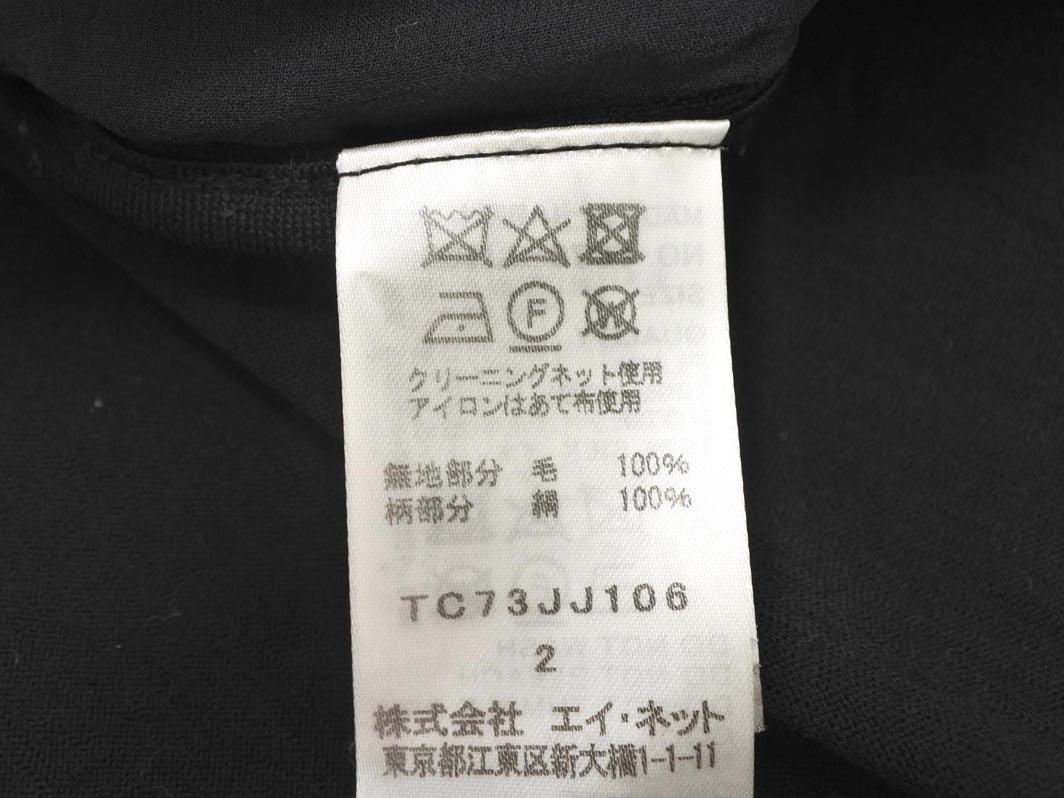 F
W
クリーニングネット使用
アイロンはあて布使用
無地部分 毛 100%
柄部分 絹 100%
TC73JJ106
2
株式会社 エイ・ネット
東京都江東区新大橋1-1-11